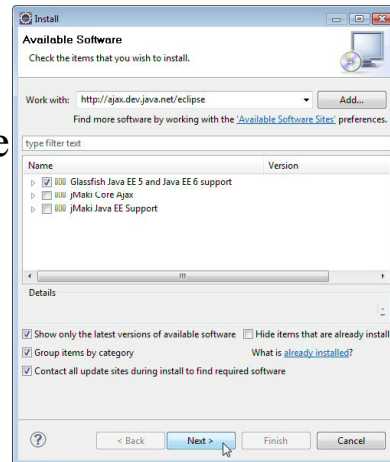 Install
Available Software
Check the items that you wish to install.
Work with: http://ajax.dev.java.net/eclipse Add...
Find more software by working with the 'Available Software Sites' preferences.
e
type filter text
Name Version
Glassfish Java EE 5 and Java EE 6 support
jMaki Core Ajax
jMaki Java EE Support
Details
Show only the latest versions of available software Hide items that are already install
Group items by category What is already installed?
Contact all update sites during install to find required software
? < Back Next > Finish Cancel